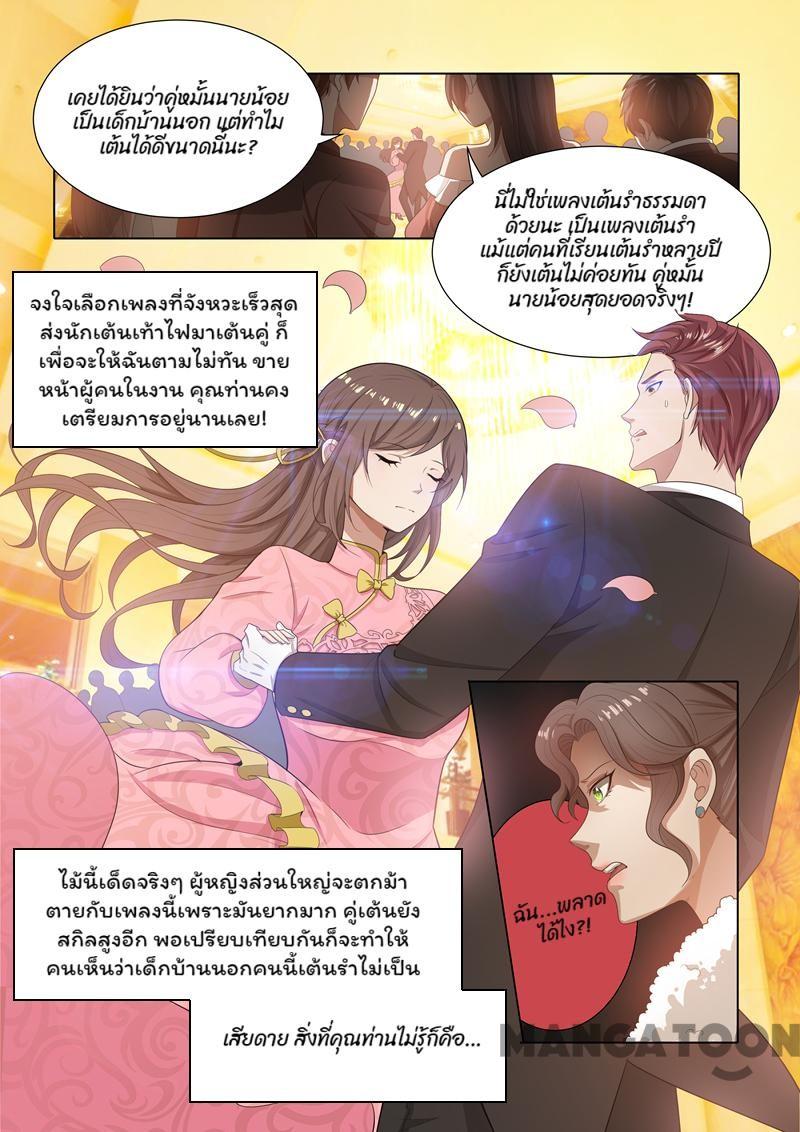 เคยได้ยินว่าคู่หมั้นนายน้อย
เป็นเด็กบ้านนอก แต่ทำไม
เต้นได้ดีขนาดนี้นะ?
นี่ไม่ใช่เพลงเต้นรำธรรมดา
ด้วยนะ เป็นเพลงเต้นรำ
แม้แต่คนที่เรียนเต้นรำหลายปี
ก็ยังเต้นไม่ค่อยทัน คู่หมั้น
นายน้อยสุดยอดจริงๆ!
จงใจเลือกเพลงที่จังหวะเร็วสุด
ส่งนักเต้นเท้าไฟมาเต้นคู่ ก็
เพื่อจะให้ฉันตามไม่ทัน ขาย
หน้าผู้คนในงาน คุณท่านคง
เตรียมการอยู่นานเลย!
ฉัน...พลาด
ได้ไง?!
ไม้นี้เด็ดจริงๆ ผู้หญิงส่วนใหญ่จะตกม้า
ตายกับเพลงนี้เพราะมันยากมาก คู่เต้นยัง
สกิลสูงอีก พอเปรียบเทียบกันก็จะทำให้
คนเห็นว่าเด็กบ้านนอกคนนี้เต้นรำไม่เป็น
เสียดาย สิ่งที่คุณท่านไม่รู้ก็คือ...
MANGATOON